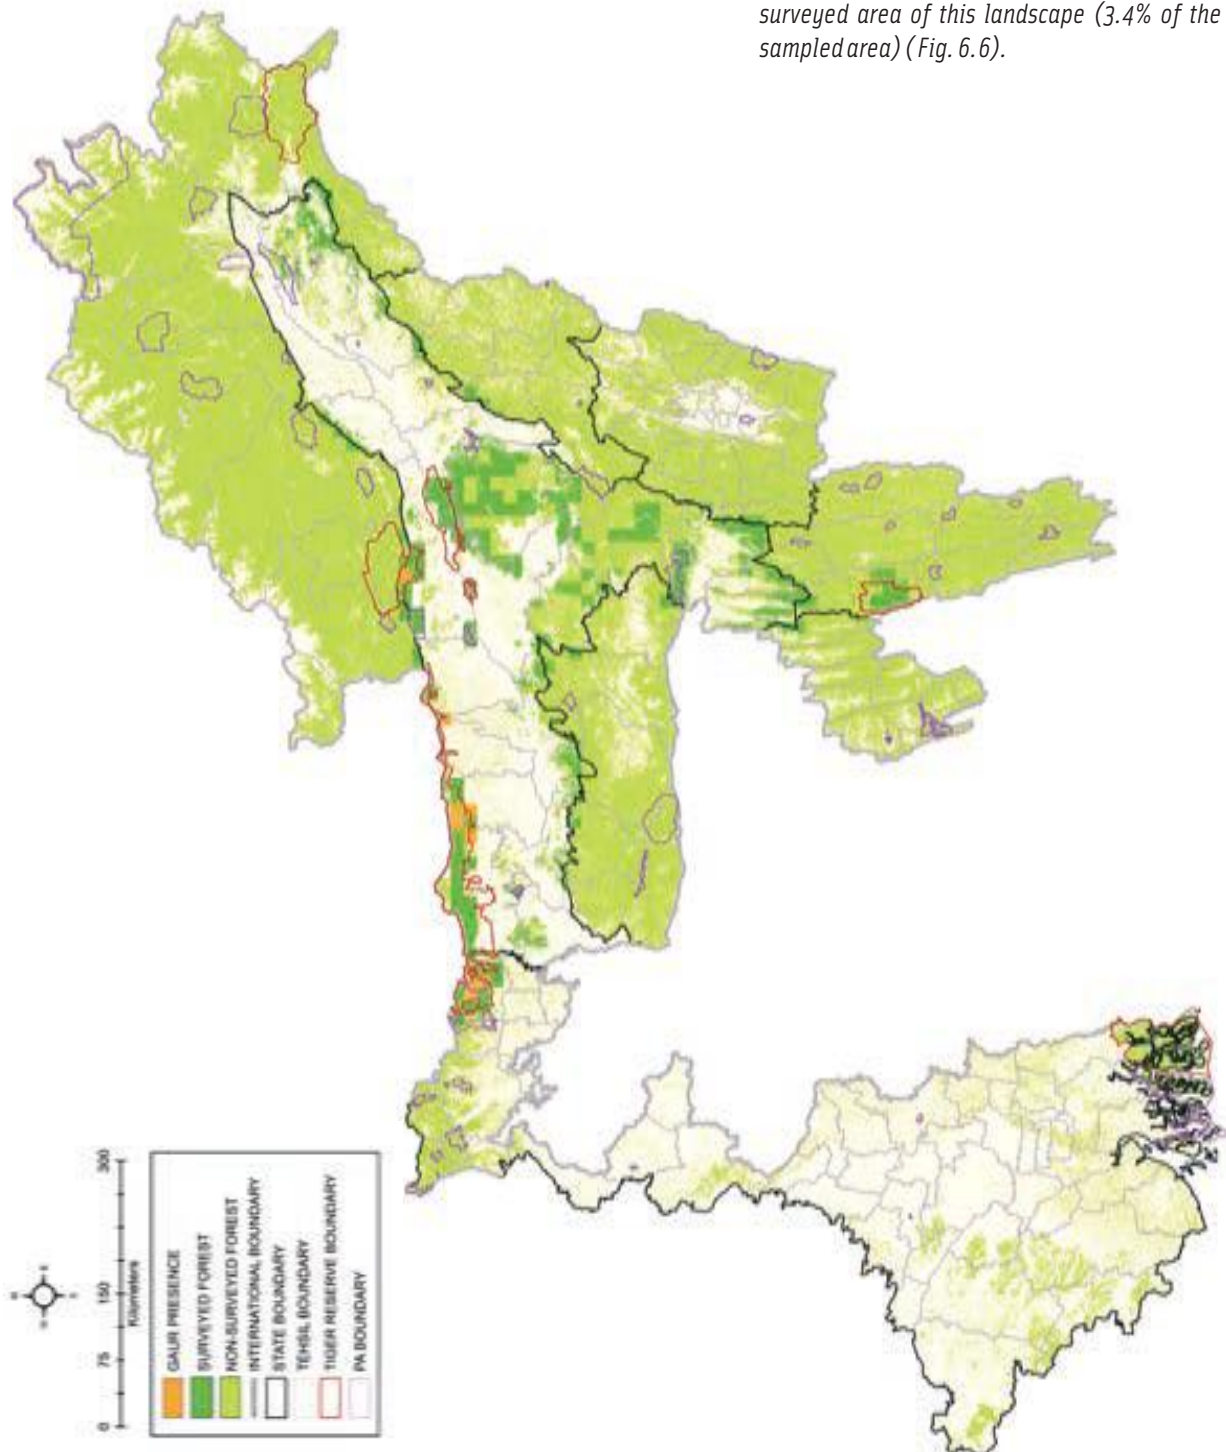 surveyed area of this landscape (3.4% of the
sampled area) (Fig. 6.6).
0 75 150 300
Kilometers
GAUR PRESENCE
SURVEYED FOREST
NON-SURVEYED FOREST
INTERNATIONAL BOUNDARY
STATE BOUNDARY
TEHSIL BOUNDARY
TIGER RESERVE BOUNDARY
PA BOUNDARY